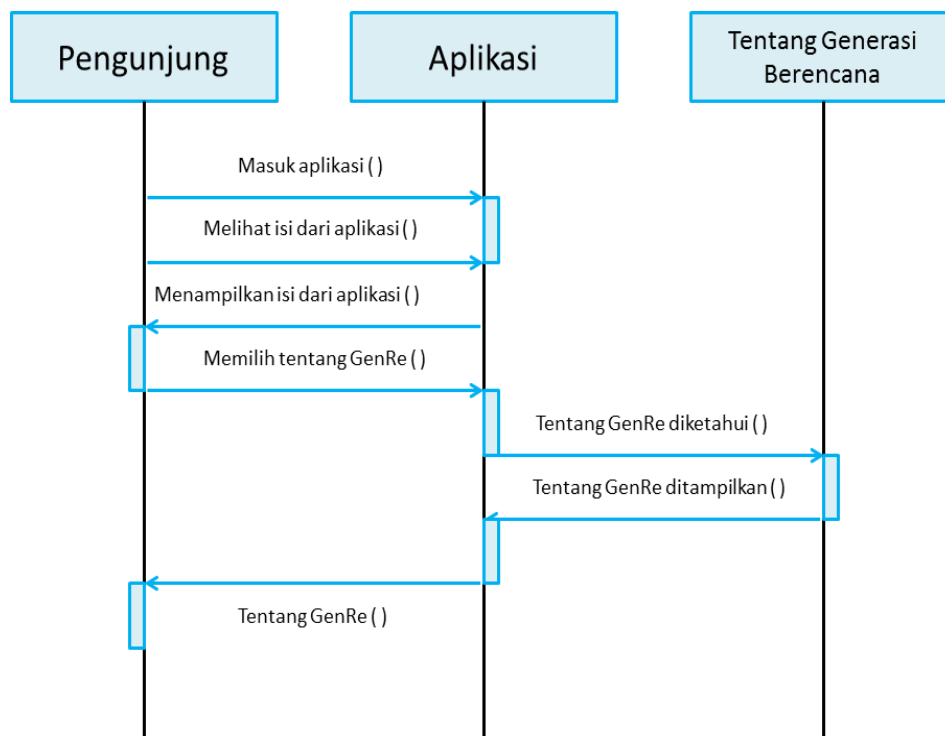 Pengunjung
Aplikasi
Tentang Generasi
Berencana
Masuk aplikasi ( )
Melihat isi dari aplikasi ( )
Menampilkan isi dari aplikasi ( )
Memilih tentang GenRe ( )
Tentang GenRe diketahui ( )
Tentang GenRe ditampilkan ( )
Tentang GenRe ( )